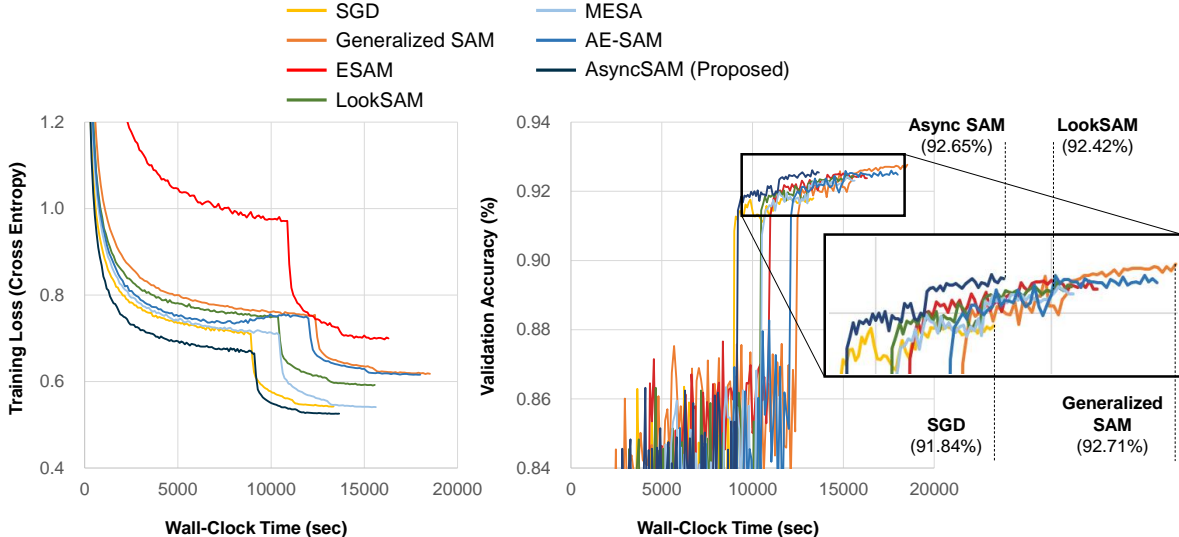 SGD
MESA
Generalized SAM
AE-SAM
ESAM
AsyncSAM (Proposed)
LookSAM
1.2
1.0
0.8
0.6
0.4
Training Loss (Cross Entropy)
0
5000
10000
15000
20000
Wall-Clock Time (sec)
0.94
0.92
0.90
0.88
0.86
0.84
Validation Accuracy (%)
0
5000
10000
15000
20000
Wall-Clock Time (sec)
Async SAM
(92.65%)
LookSAM
(92.42%)
SGD
(91.84%)
Generalized
SAM
(92.71%)